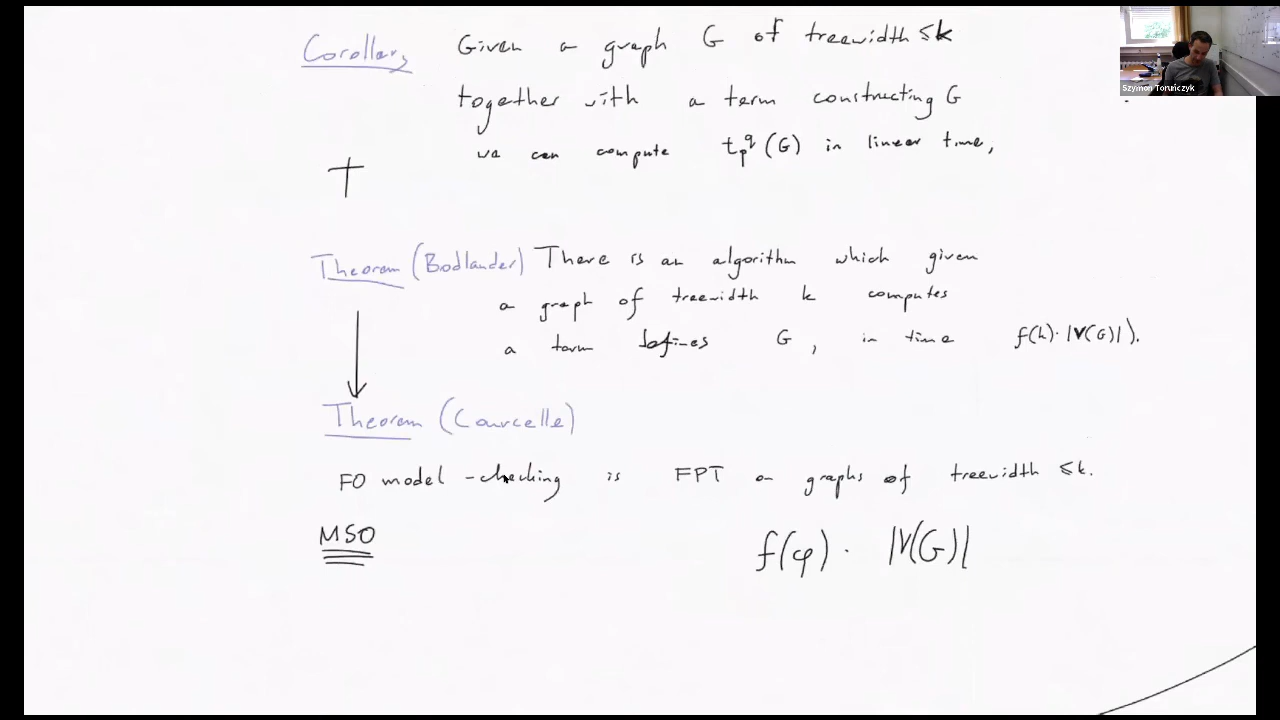 Corollary Given a graph G of treewidth ≤k
together with a term constructing G
we can compute tp^q(G) in linear time,
+
Theorem (Bodlander) There is an algorithm which given
a graph of treewidth k computes
a term defines G, in time f(k)·|V(G)|).
Theorem (Courcelle)
FO model-checking is FPT on graphs of treewidth ≤k.
MSO f(φ)· |V(G)|
Szymon Toruńczyk